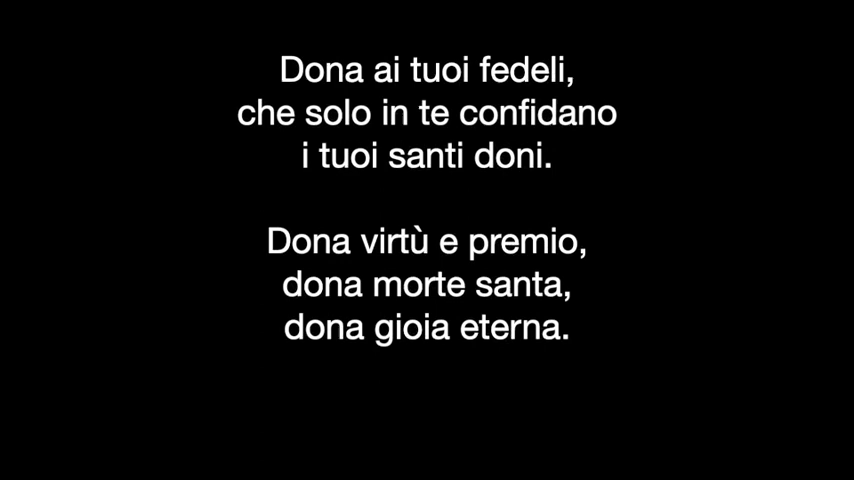 Dona ai tuoi fedeli,
che solo in te confidano
i tuoi santi doni.
Dona virtù e premio,
dona morte santa,
dona gioia eterna.